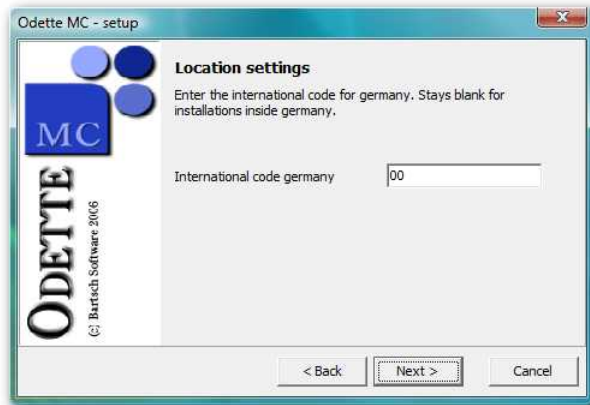 Odette MC - setup
MC
ODETTE
(c) Bartsch Software 2006
Location settings
Enter the international code for germany. Stays blank for
installations inside germany.
International code germany
00
< Back
Next >
Cancel